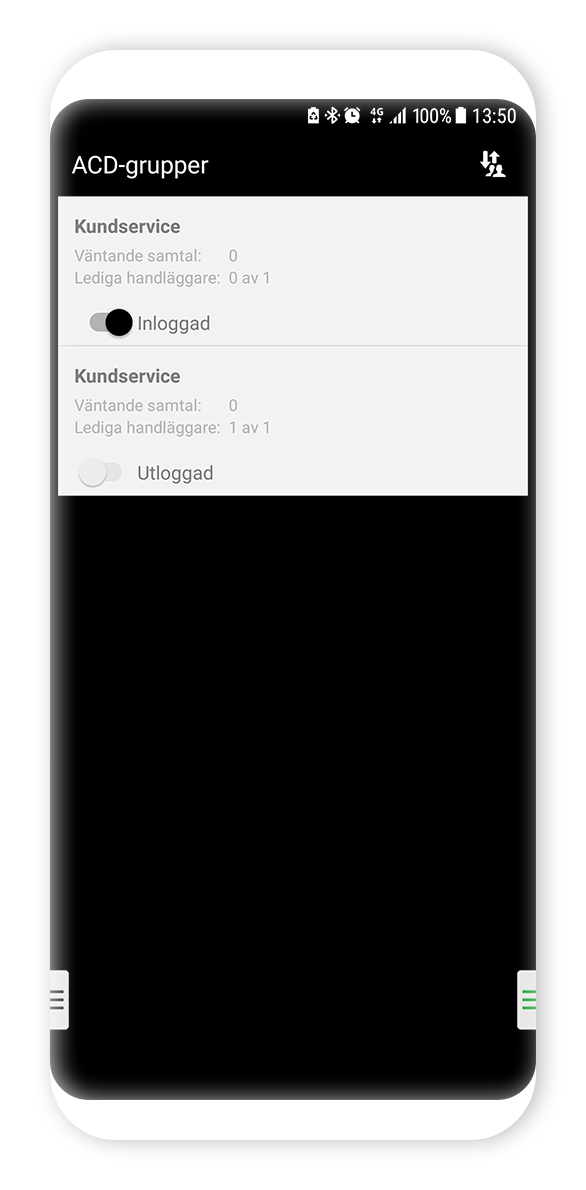 4G 100% 13:50
ACD-grupper
Kundservice
Väntande samtal: 0
Lediga handläggare: 0 av 1
Inloggad
Kundservice
Väntande samtal: 0
Lediga handläggare: 1 av 1
Utloggad